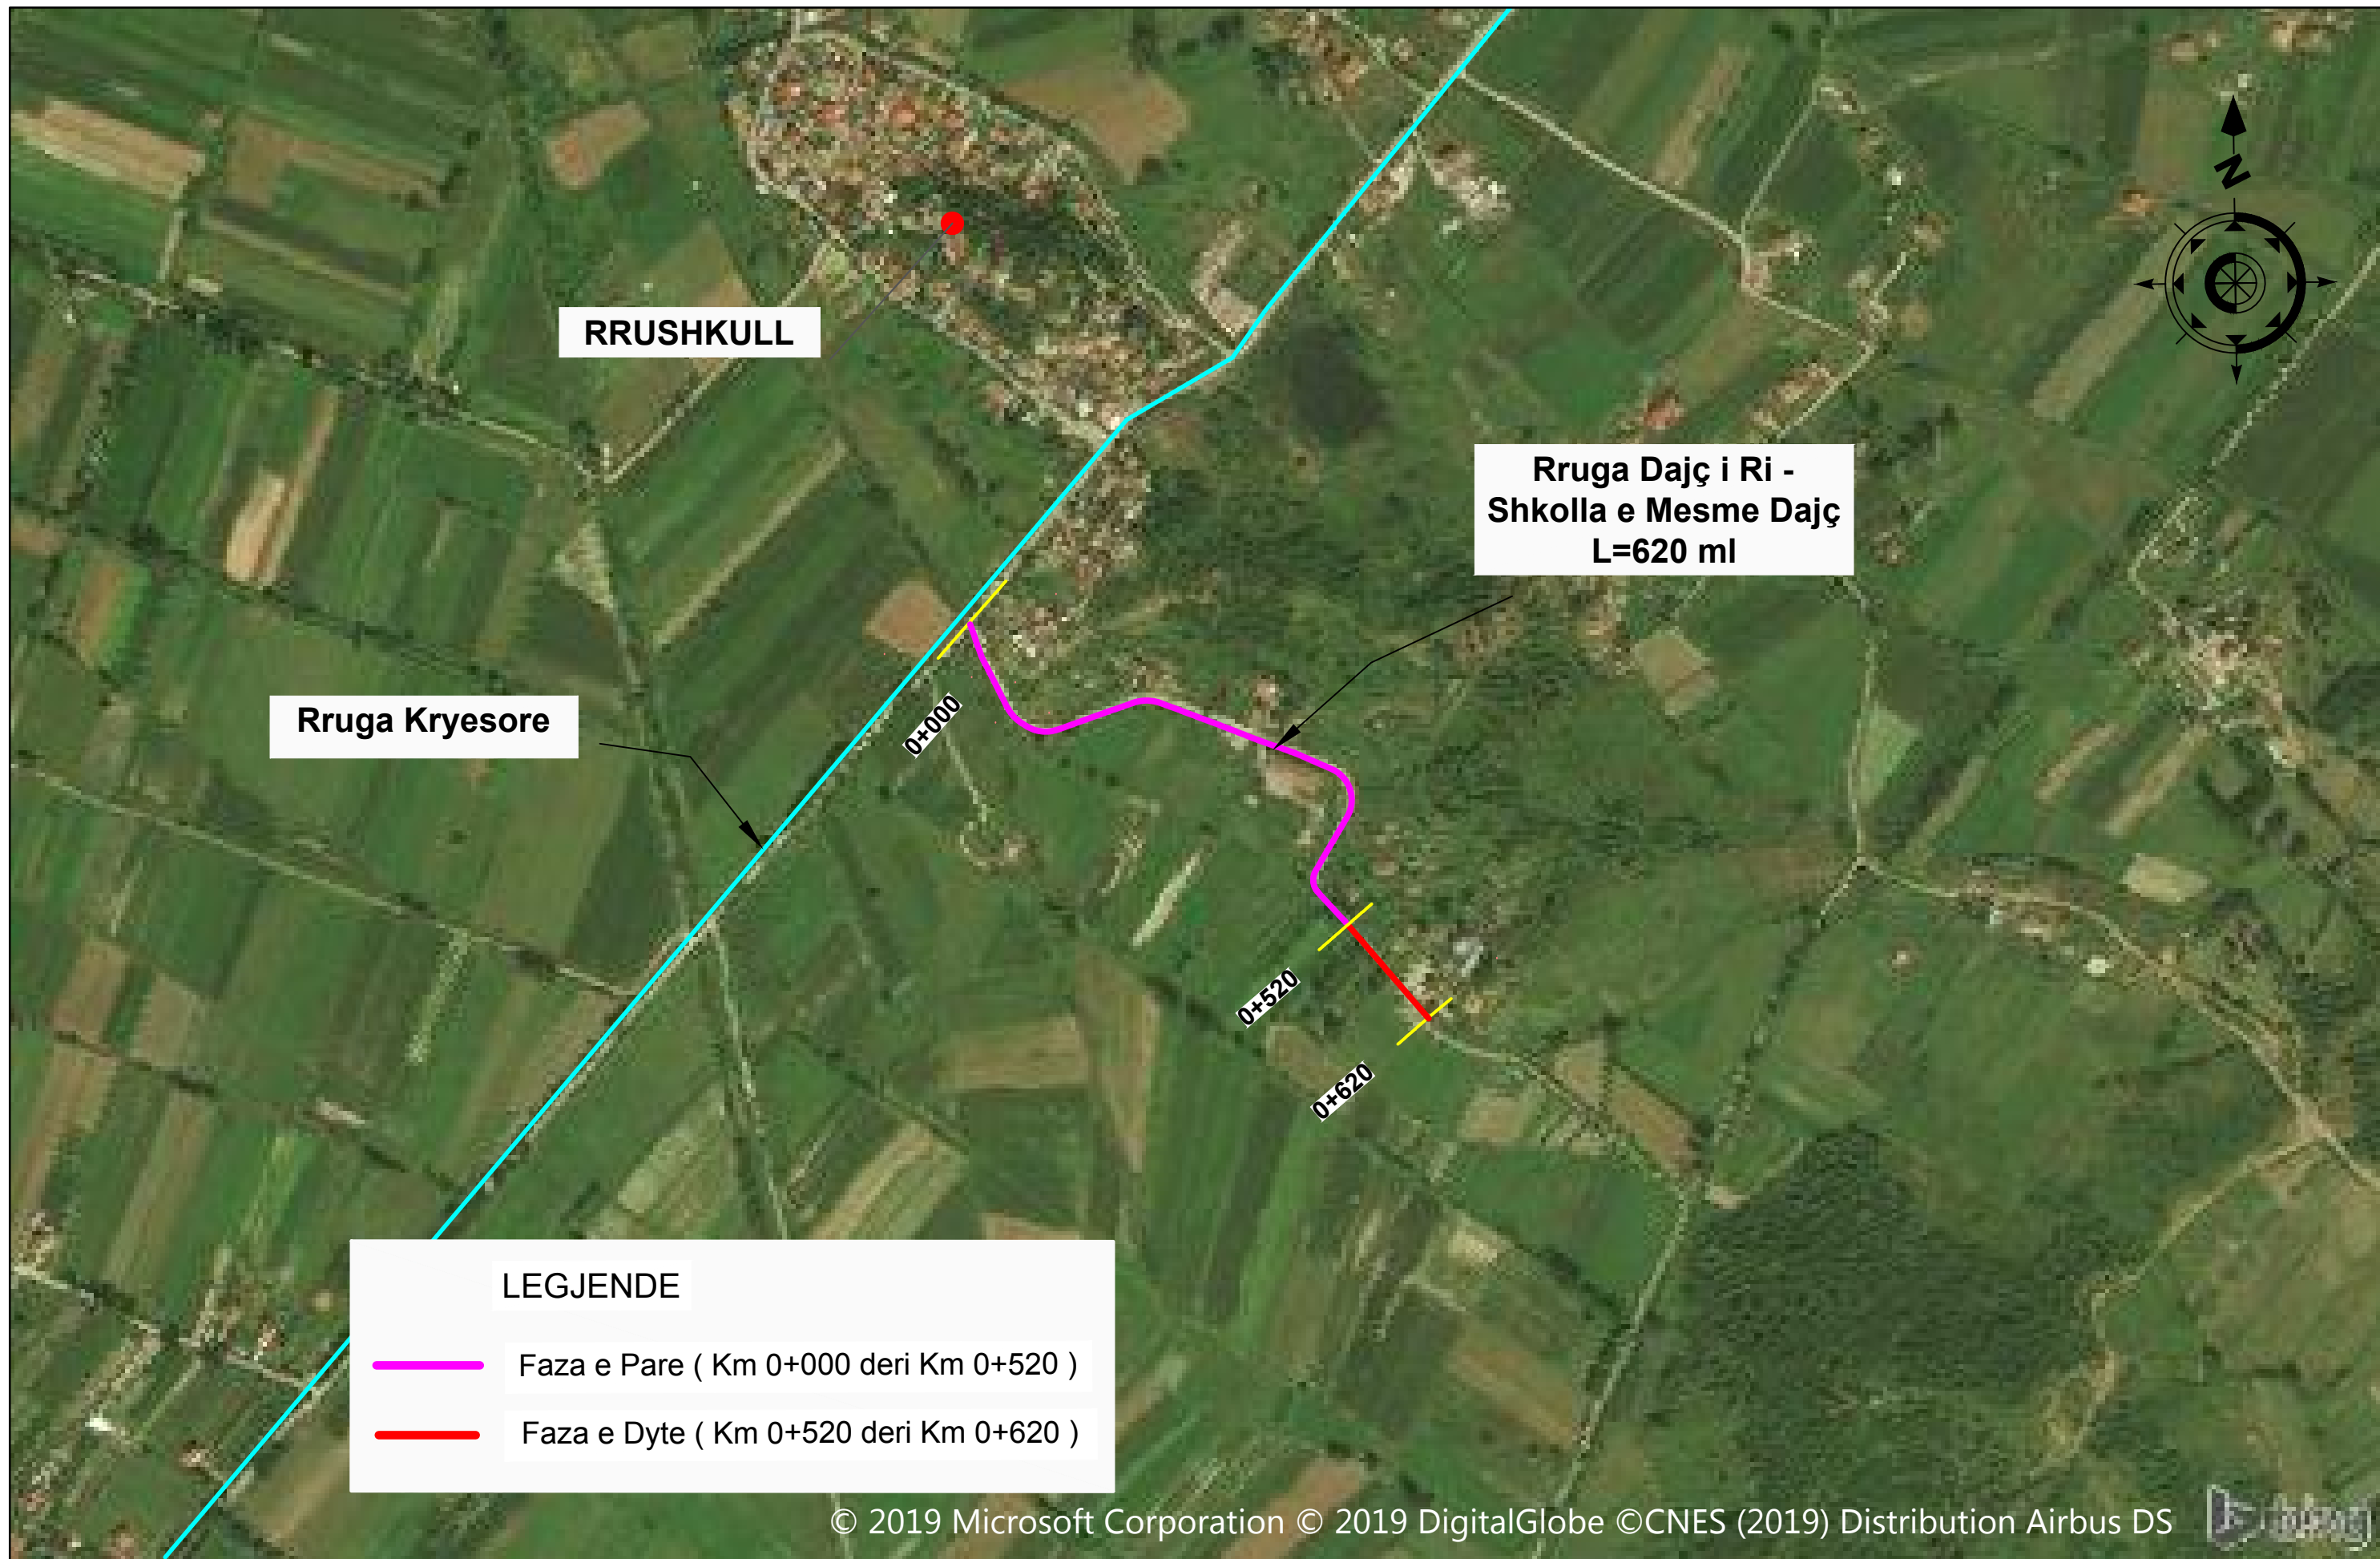 N
RRUSHKULL
Rruga Dajç i Ri -
Shkolla e Mesme Dajç
L=620 ml
Rruga Kryesore
0+000
0+520
0+620
LEGJENDE
Faza e Pare ( Km 0+000 deri Km 0+520 )
Faza e Dyte ( Km 0+520 deri Km 0+620 )
© 2019 Microsoft Corporation © 2019 DigitalGlobe ©CNES (2019) Distribution Airbus DS